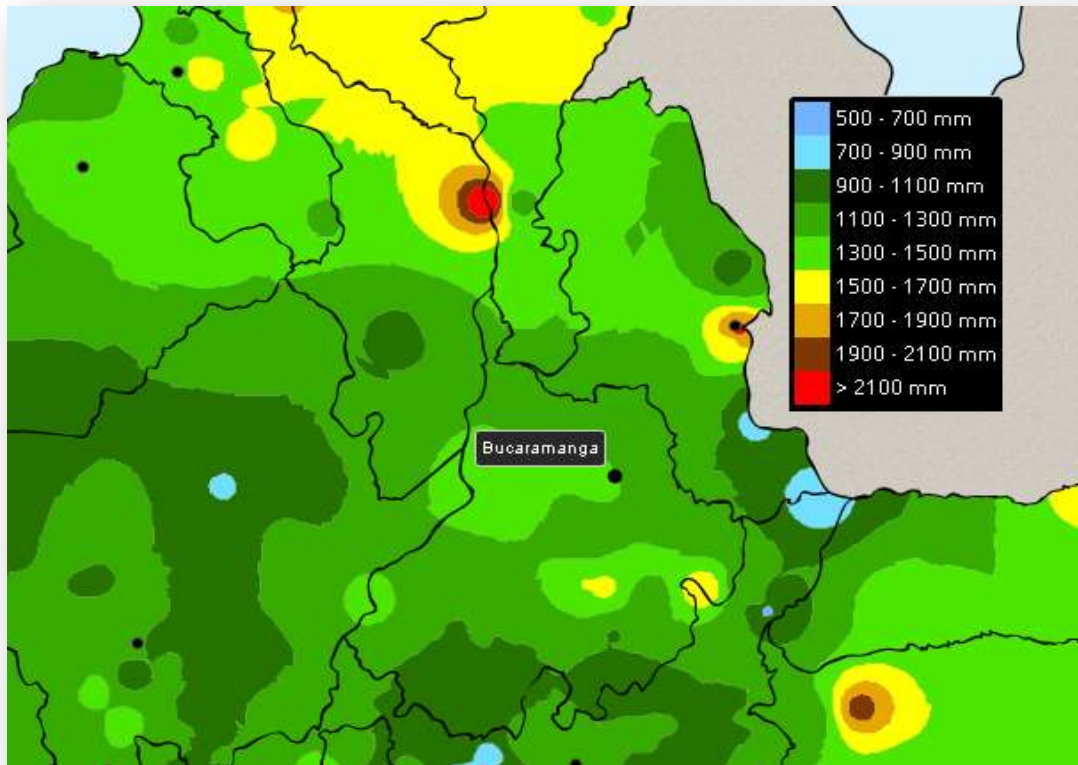 500 - 700 mm
700 - 900 mm
900 - 1100 mm
1100 - 1300 mm
1300 - 1500 mm
1500 - 1700 mm
1700 - 1900 mm
1900 - 2100 mm
> 2100 mm
Bucaramanga